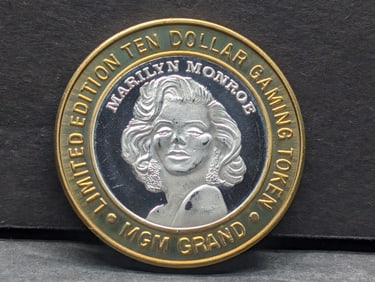 LIMITED EDITION TEN DOLLAR GAMING TOKEN
MARILYN MONROE
• MGM GRAND •